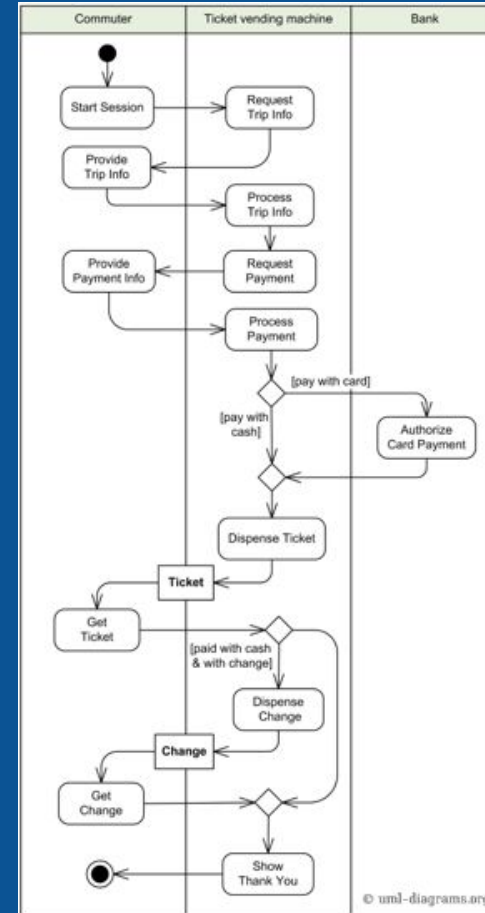 Commuter
Ticket vending machine
Bank
Start Session
Request
Trip Info
Provide
Trip Info
Process
Trip Info
Provide
Payment Info
Request
Payment
Process
Payment
[pay with card]
[pay with
cash]
Authorize
Card Payment
Dispense Ticket
Ticket
Get
Ticket
[paid with cash
& with change]
Dispense
Change
Change
Get
Change
Show
Thank You
© uml-diagrams.org